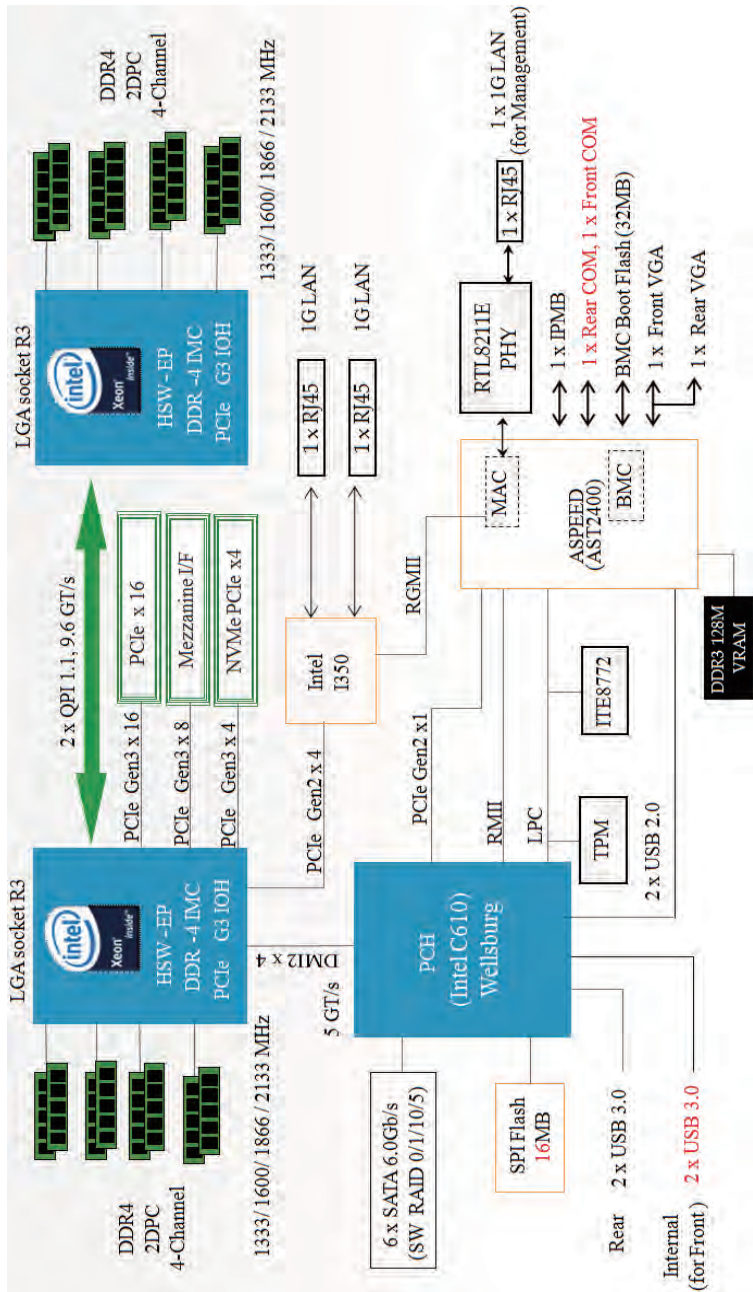 LGA socket R3
LGA socket R3
DDR4
2DPC
4-Channel
1333/ 1600/ 1866 / 2133 MHz
intel
Xeon™
inside™
HSW - EP
DDR -4 IMC
PCIe G3 IOH
2 x QPI 1.1, 9.6 GT/s
intel
Xeon™
inside™
HSW - EP
DDR -4 IMC
PCIe G3 IOH
DDR4
2DPC
4-Channel
1333/ 1600/ 1866 / 2133 MHz
PCIe Gen3 x 16
PCIe x 16
PCIe Gen3 x 8
Mezzanine I/F
PCIe Gen3 x 4
NVMe PCIe x4
PCIe Gen2 x 4
Intel
I350
1 x RJ45
1G LAN
1 x RJ45
1G LAN
DMI2 x 4
5 GT/s
6 x SATA 6.0Gb/s
(SW RAID 0/1/10/5)
SPI Flash
16MB
Rear 2 x USB 3.0
Internal
(for Front)
2 x USB 3.0
PCH
(Intel C610)
Wellsburg
PCIe Gen2 x1
RMII
LPC
TPM
ITE8772
2 x USB 2.0
RGMII
MAC
ASPEED
(AST2400)
BMC
DDR3 128M
VRAM
RTL8211E
PHY
1 x RJ45
1 x 1G LAN
(for Management)
1 x IPMB
1 x Rear COM, 1 x Front COM
BMC Boot Flash (32MB)
1 x Front VGA
1 x Rear VGA